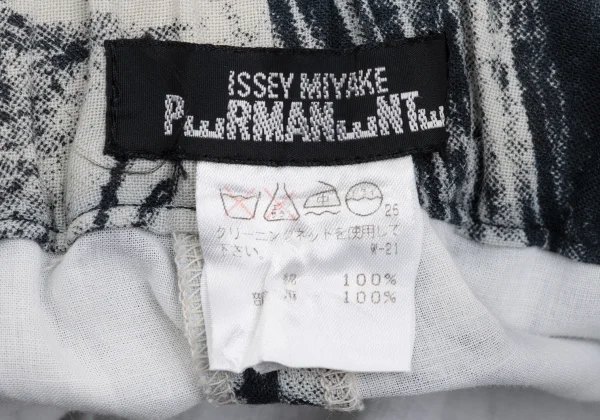 ISSEY MIYAKE
PERMANENTE
25
クリーニングネットを使用して
下さい。 W-21
綿 100%
100%